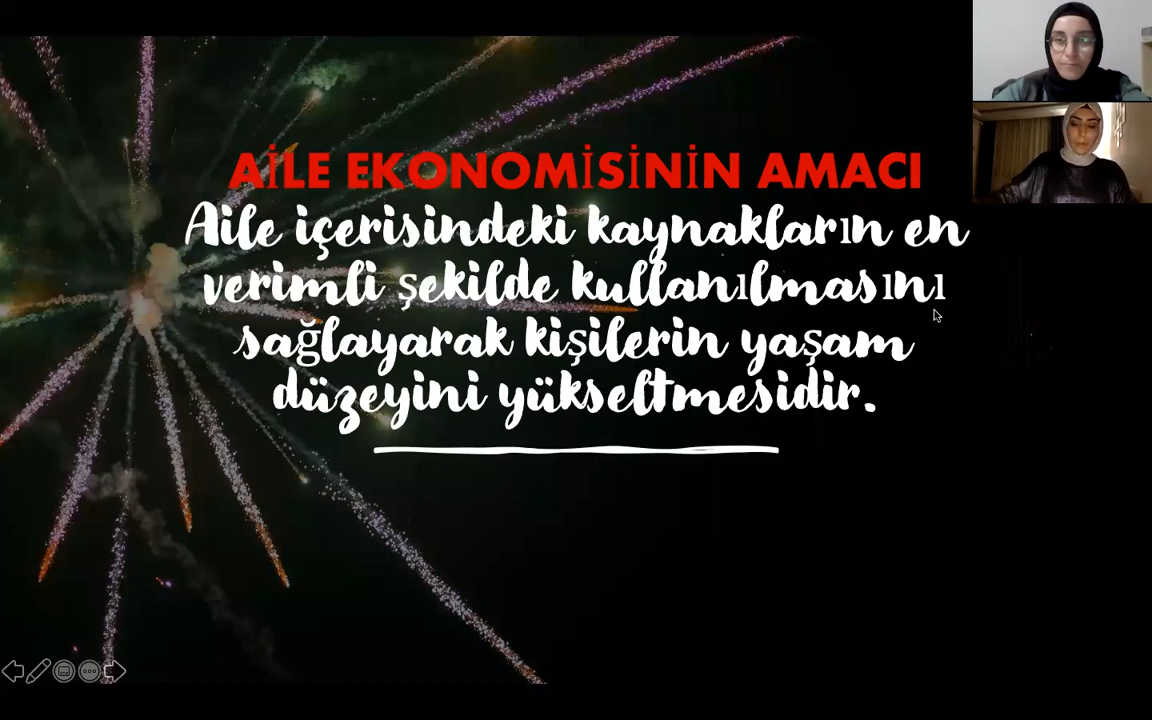 AİLE EKONOMİSİNİN AMACI
Aile içerisindeki kaynakların en
verimli şekilde kullanılmasını
sağlayarak kişilerin yaşam
düzeyini yükseltmesidir.